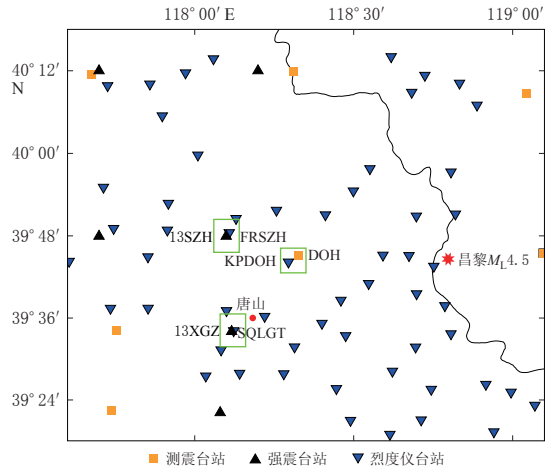 118°00′ E 118°30′ 119°00′
40°12′
N
40°00′
39°48′
39°36′
39°24′
13SZH FRSZH
KPDOH DOH
昌黎ML4.5
唐山
13XGZ SQLGT
测震台站 强震台站 烈度仪台站